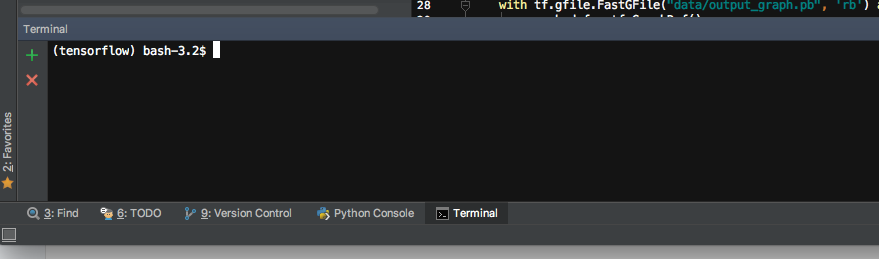 28 with tf.gfile.FastGFile("data/output_graph.pb", 'rb')
Terminal
(tensorflow) bash-3.2$
2: Favorites
3: Find 6: TODO 9: Version Control Python Console Terminal